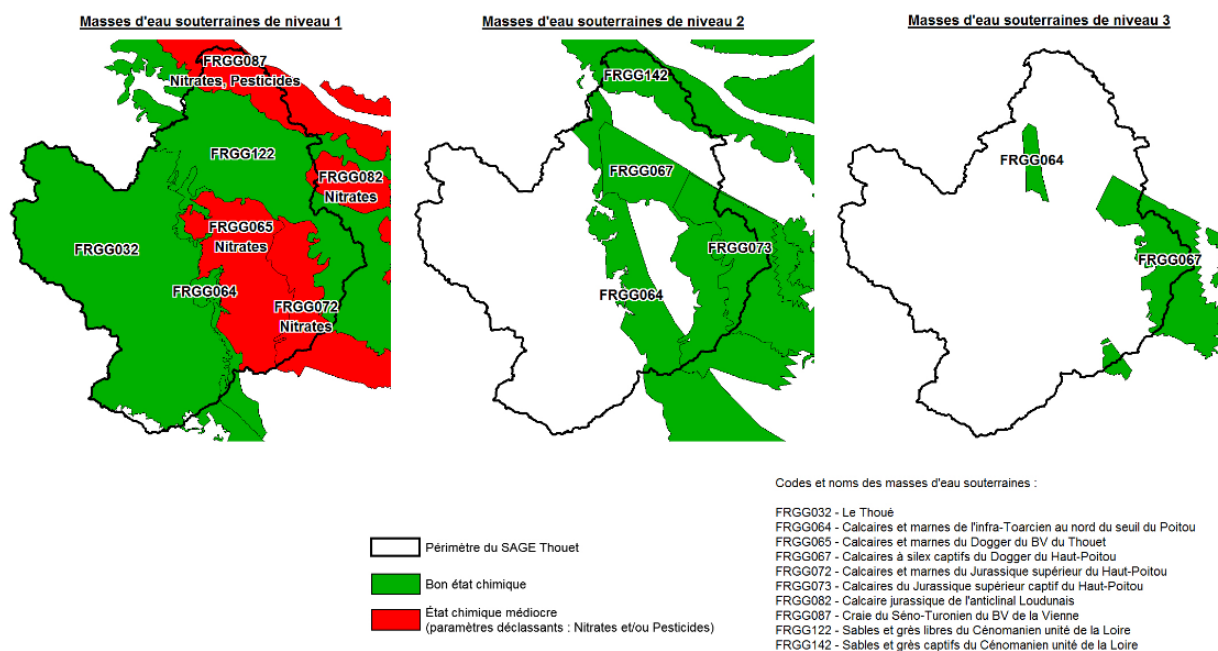 Masses d'eau souterraines de niveau 1
FRGG087
Nitrates, Pesticides
FRGG122
FRGG082
Nitrates
FRGG065
Nitrates
FRGG032
FRGG064
FRGG072
Nitrates
Masses d'eau souterraines de niveau 2
FRGG142
FRGG067
FRGG073
FRGG064
Masses d'eau souterraines de niveau 3
FRGG064
FRGG067
Périmètre du SAGE Thouet
Bon état chimique
État chimique médiocre
(paramètres déclassants : Nitrates et/ou Pesticides)
Codes et noms des masses d'eau souterraines :
FRGG032 - Le Thoué
FRGG064 - Calcaires et marnes de l'infra-Toarcien au nord du seuil du Poitou
FRGG065 - Calcaires et marnes du Dogger du BV du Thouet
FRGG067 - Calcaires à silex captifs du Dogger du Haut-Poitou
FRGG072 - Calcaires et marnes du Jurassique supérieur du Haut-Poitou
FRGG073 - Calcaires du Jurassique supérieur captif du Haut-Poitou
FRGG082 - Calcaire jurassique de l'anticlinal Loudunais
FRGG087 - Craie du Séno-Turonien du BV de la Vienne
FRGG122 - Sables et grès libres du Cénomanien unité de la Loire
FRGG142 - Sables et grès captifs du Cénomanien unité de la Loire